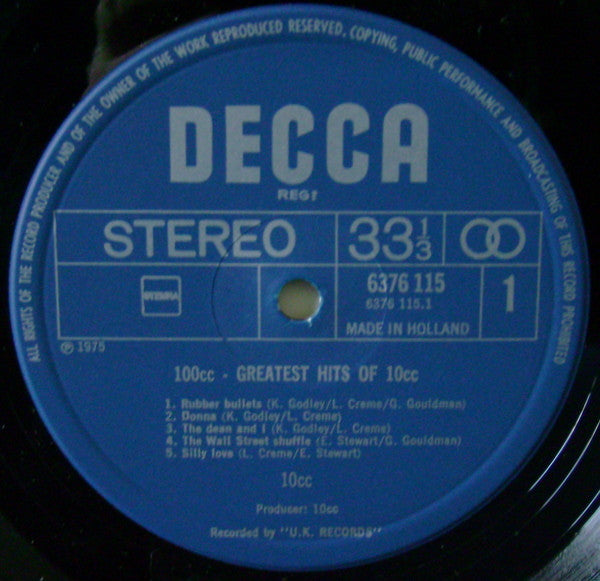 ALL RIGHTS OF THE RECORD PRODUCER AND OF THE OWNER OF THE WORK REPRODUCED RESERVED. COPYING, PUBLIC PERFORMANCE AND BROADCASTING OF THIS RECORD PROHIBITED
DECCA
REGT
STEREO 33 1/3
6376 115 1
6376 115.1
STEMRA
MADE IN HOLLAND
℗ 1975
100cc - GREATEST HITS OF 10cc
1. Rubber bullets (K. Godley/L. Creme/G. Gouldman)
2. Donna (K. Godley/L. Creme)
3. The dean and I (K. Godley/L. Creme)
4. The Wall Street shuffle (E. Stewart/G. Gouldman)
5. Silly love (L. Creme/E. Stewart)
10cc
Producer: 10cc
Recorded by "U.K. RECORDS"